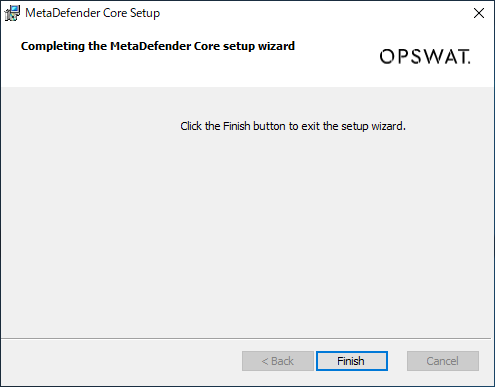 MetaDefender Core Setup
Completing the MetaDefender Core setup wizard
OPSWAT.
Click the Finish button to exit the setup wizard.
< Back
Finish
Cancel